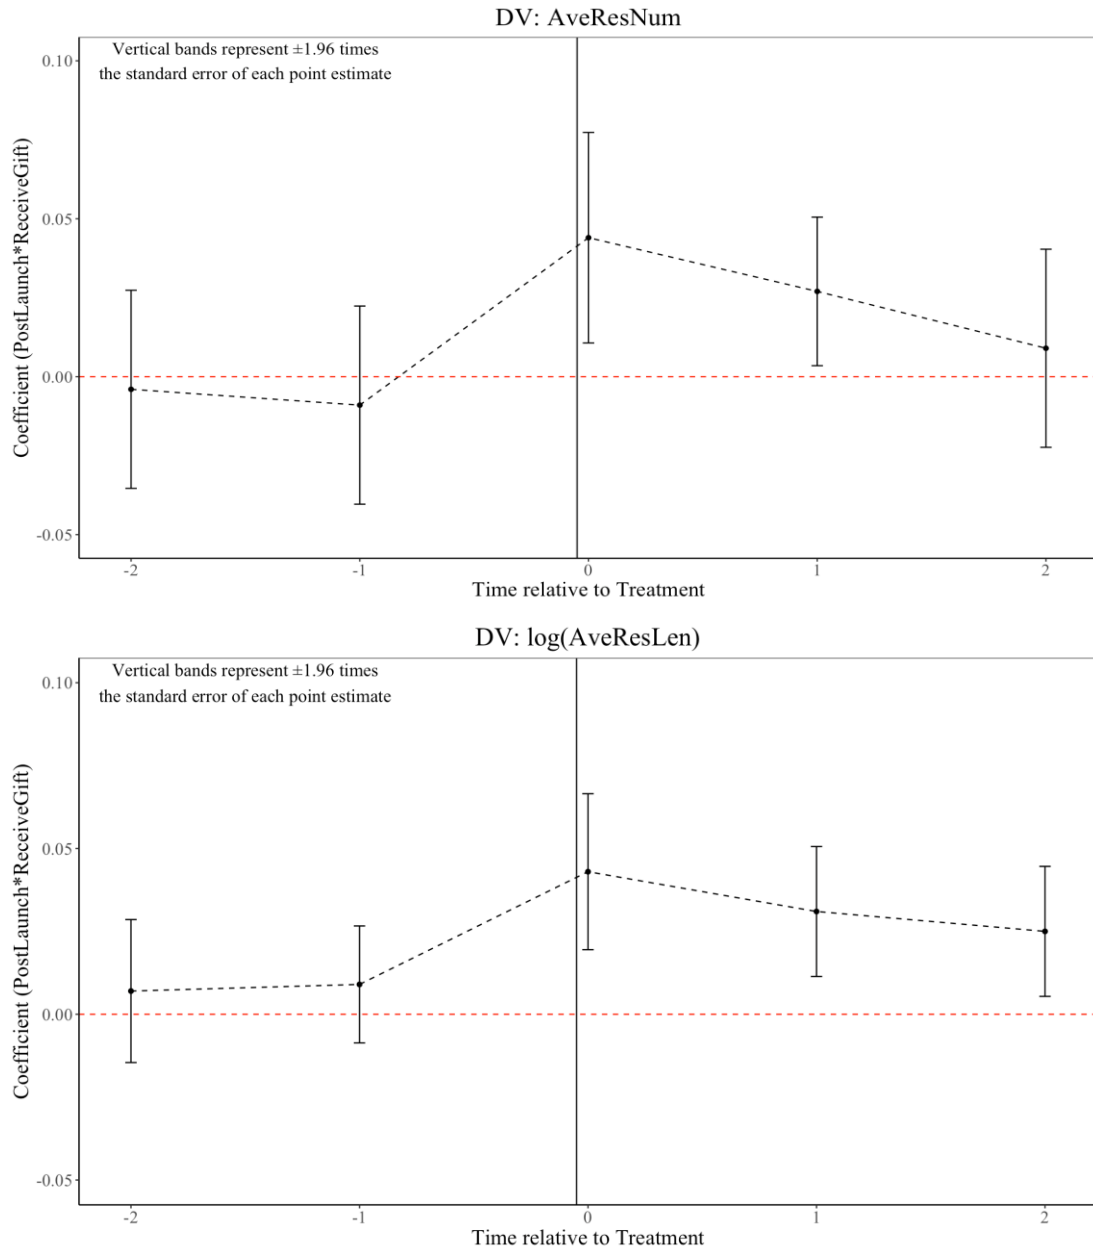 DV: AveResNum
Vertical bands represent ±1.96 times
the standard error of each point estimate
Coefficient (PostLaunch*ReceiveGift)
0.10
0.05
0.00
-0.05
-2
-1
0
1
2
Time relative to Treatment
DV: log(AveResLen)
Vertical bands represent ±1.96 times
the standard error of each point estimate
Coefficient (PostLaunch*ReceiveGift)
0.10
0.05
0.00
-0.05
-2
-1
0
1
2
Time relative to Treatment